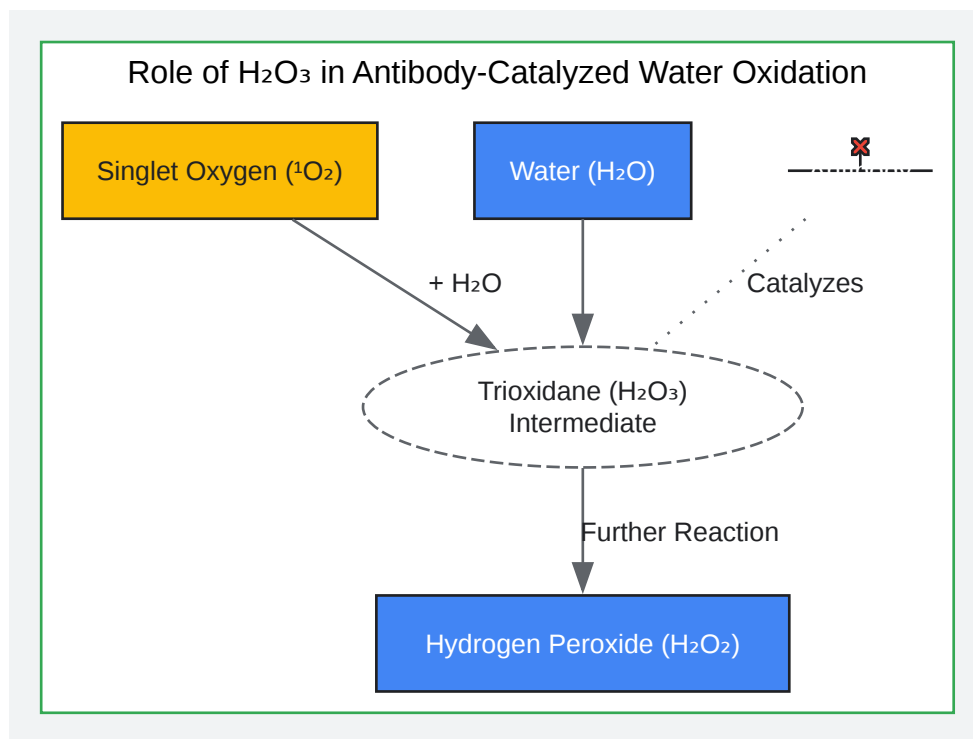 Role of H₂O₃ in Antibody-Catalyzed Water Oxidation
Singlet Oxygen (¹O₂)
Water (H₂O)
+ H₂O
Catalyzes
Trioxidane (H₂O₃)
Intermediate
Further Reaction
Hydrogen Peroxide (H₂O₂)